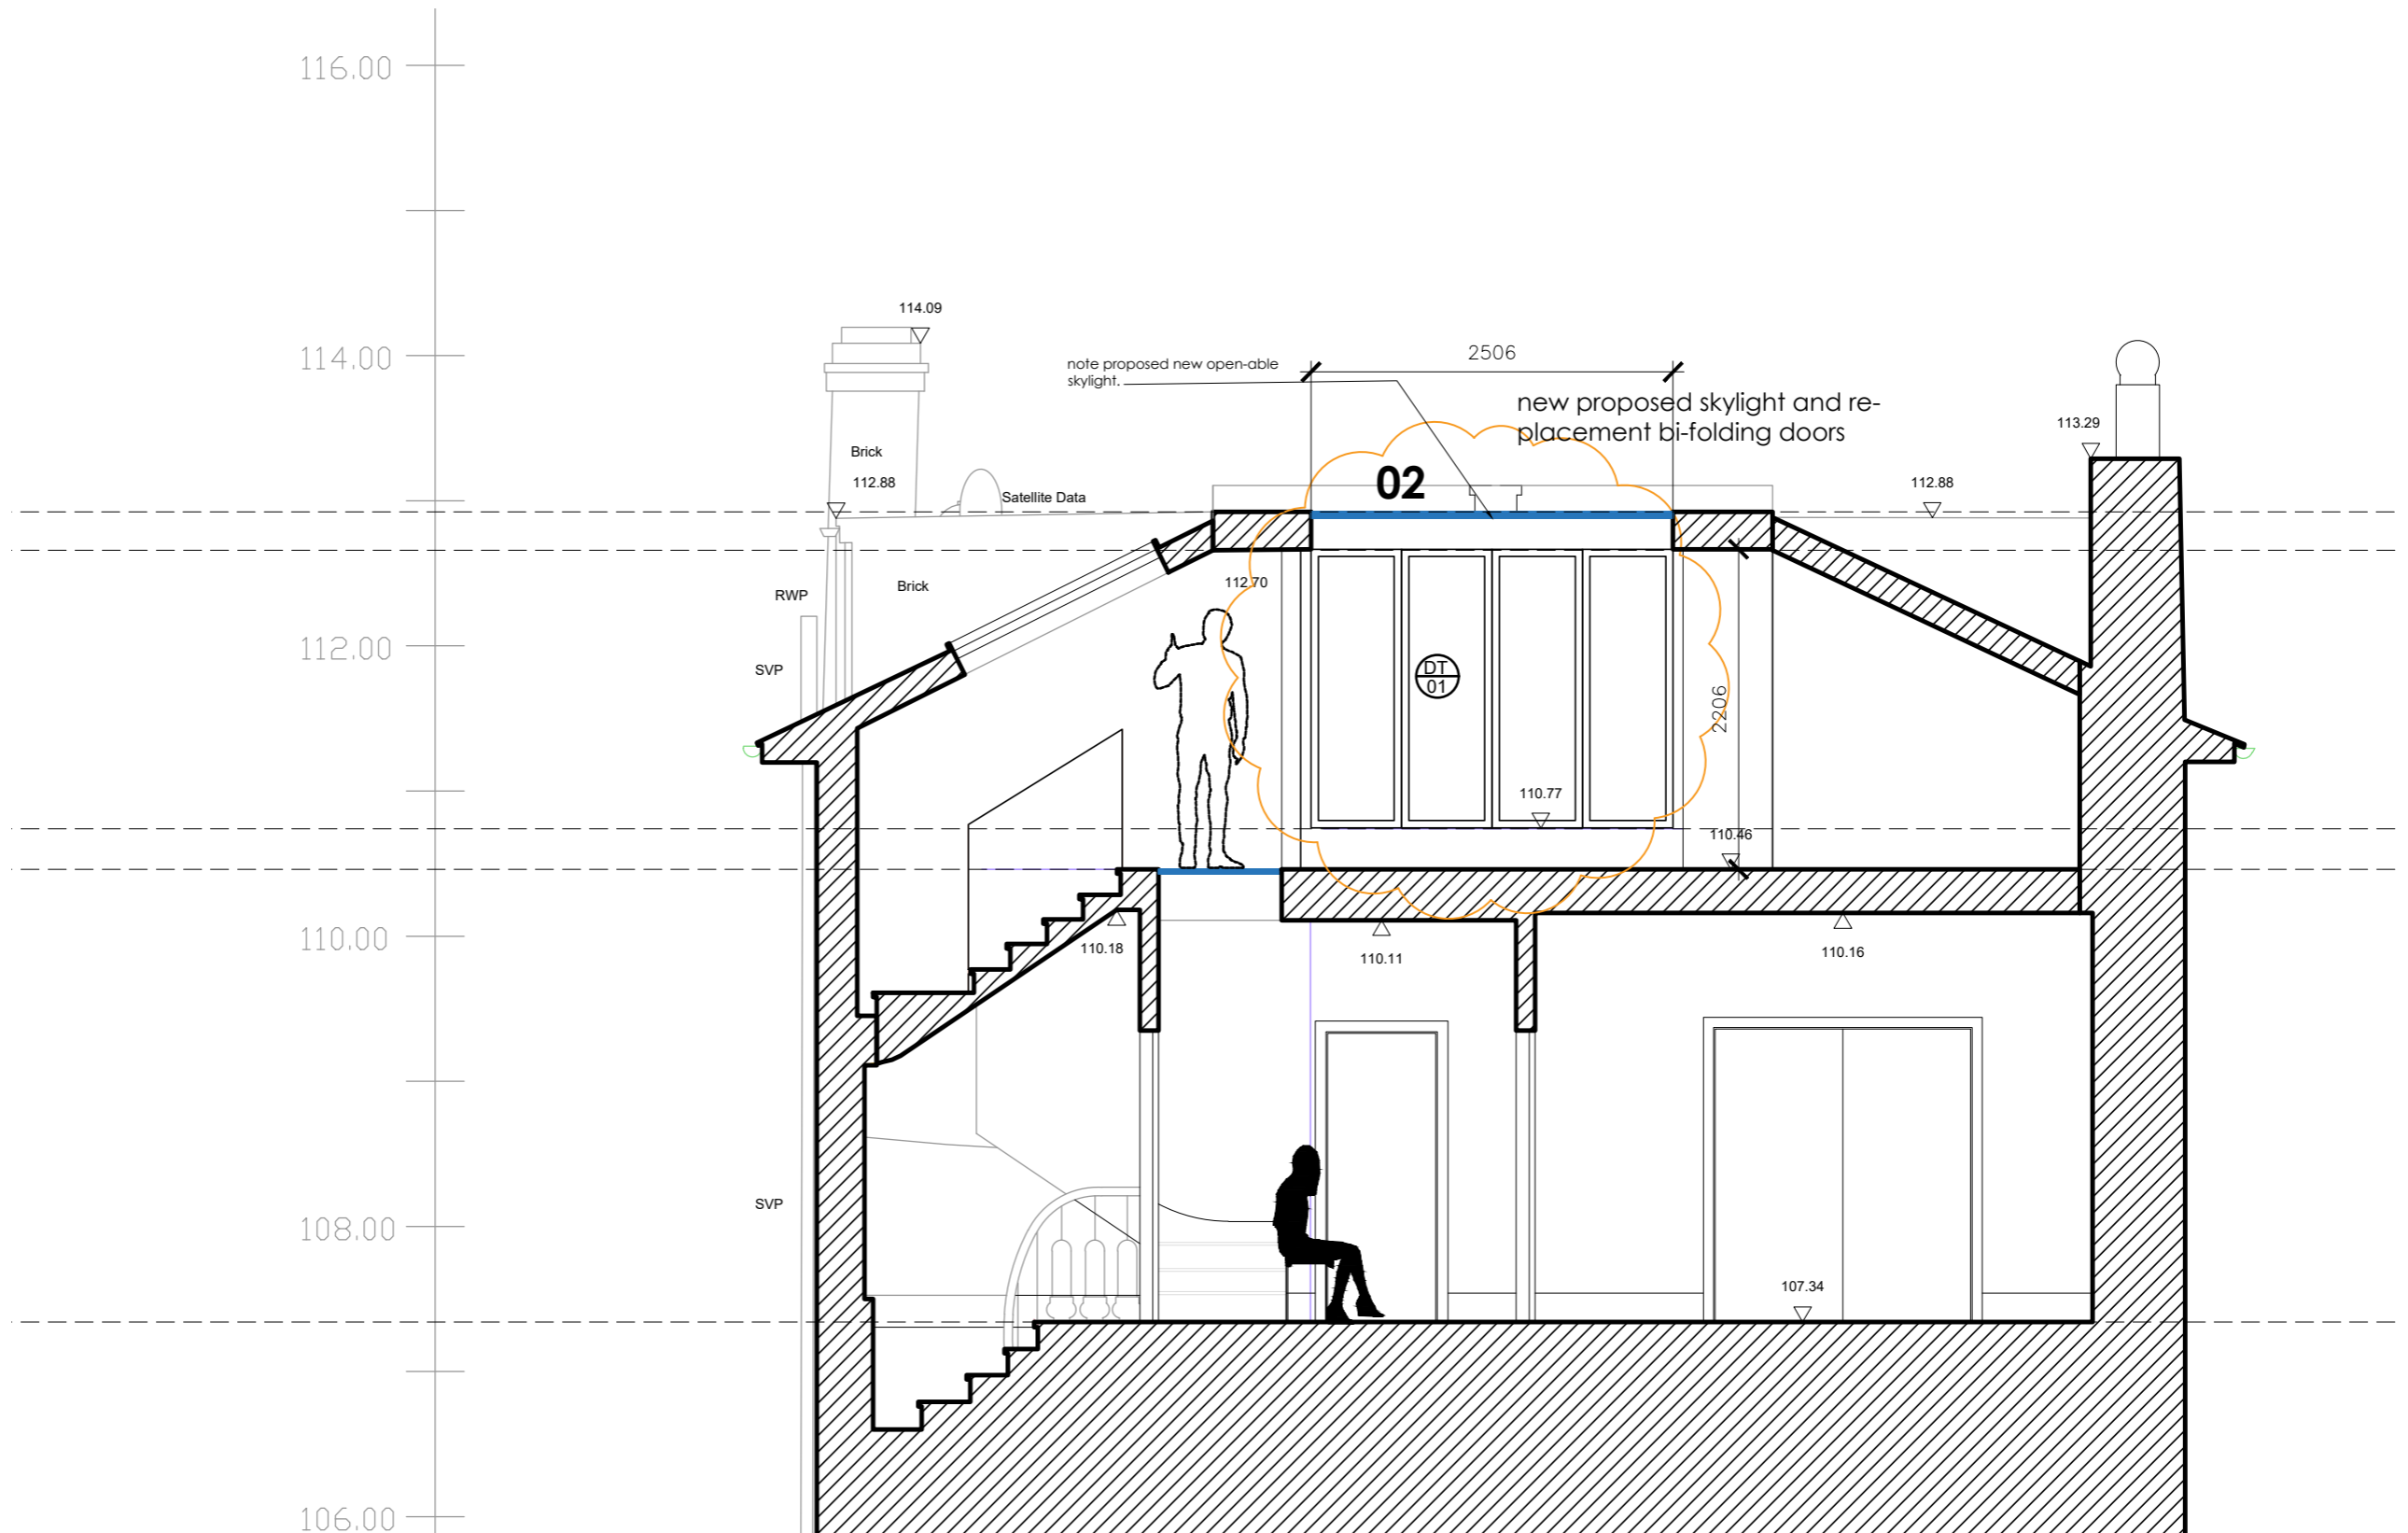 116.00
114.09
114.00
2506
note proposed new open-able
skylight.
new proposed skylight and re-
placement bi-folding doors
113.29
Brick
02
112.88
112.88
Satellite Data
112.70
Brick
RWP
112.00
SVP
DT
01
2206
110.77
110.46
110.00
110.18
110.11
110.16
108.00
SVP
107.34
106.00